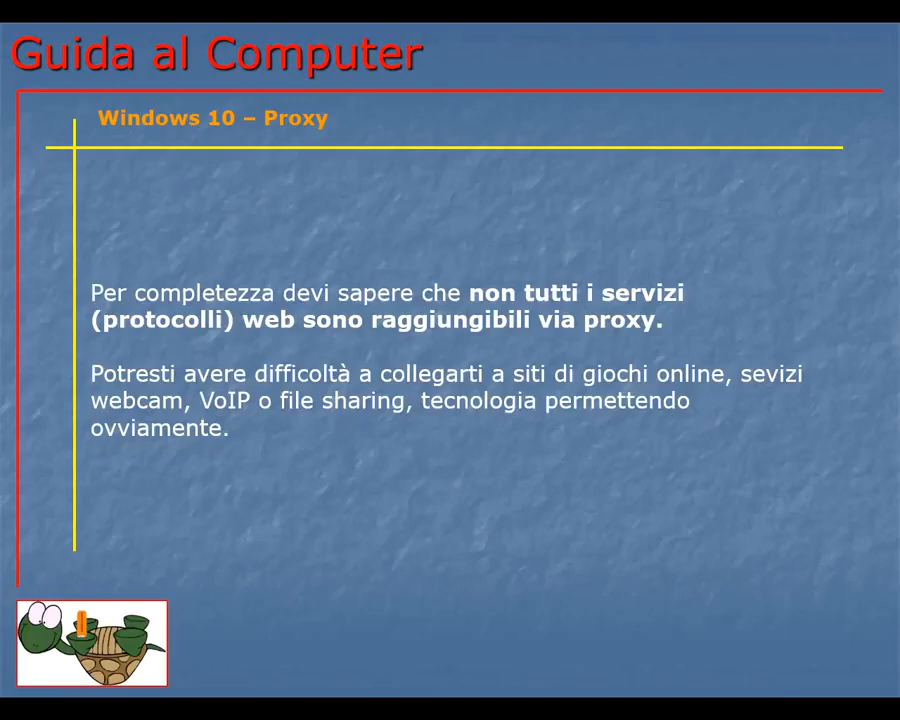 Guida al Computer
Windows 10 – Proxy
Per completezza devi sapere che non tutti i servizi
(protocolli) web sono raggiungibili via proxy.
Potresti avere difficoltà a collegarti a siti di giochi online, sevizi
webcam, VoIP o file sharing, tecnologia permettendo
ovviamente.